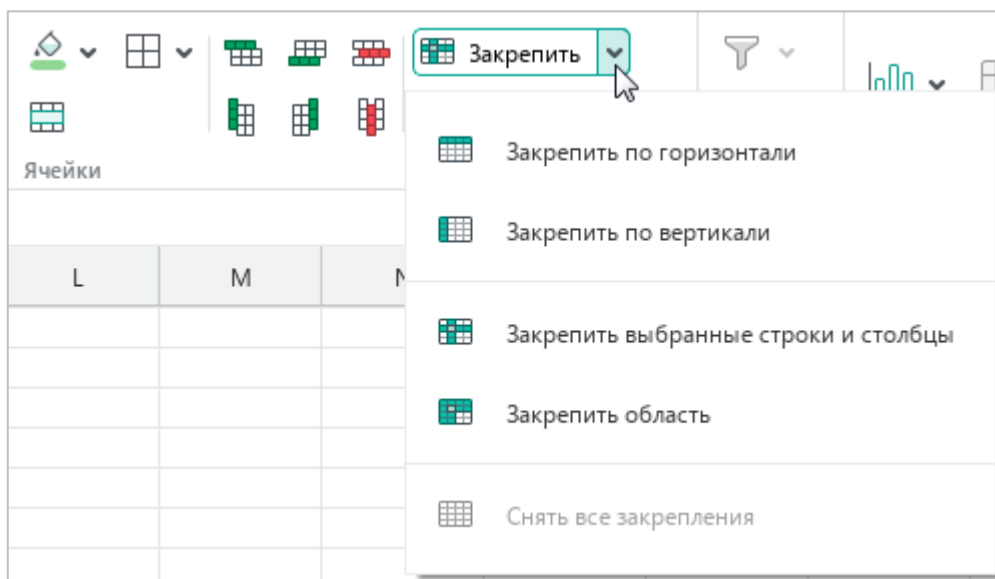 Закрепить
Закрепить по горизонтали
Ячейки
Закрепить по вертикали
L M
Закрепить выбранные строки и столбцы
Закрепить область
Снять все закрепления